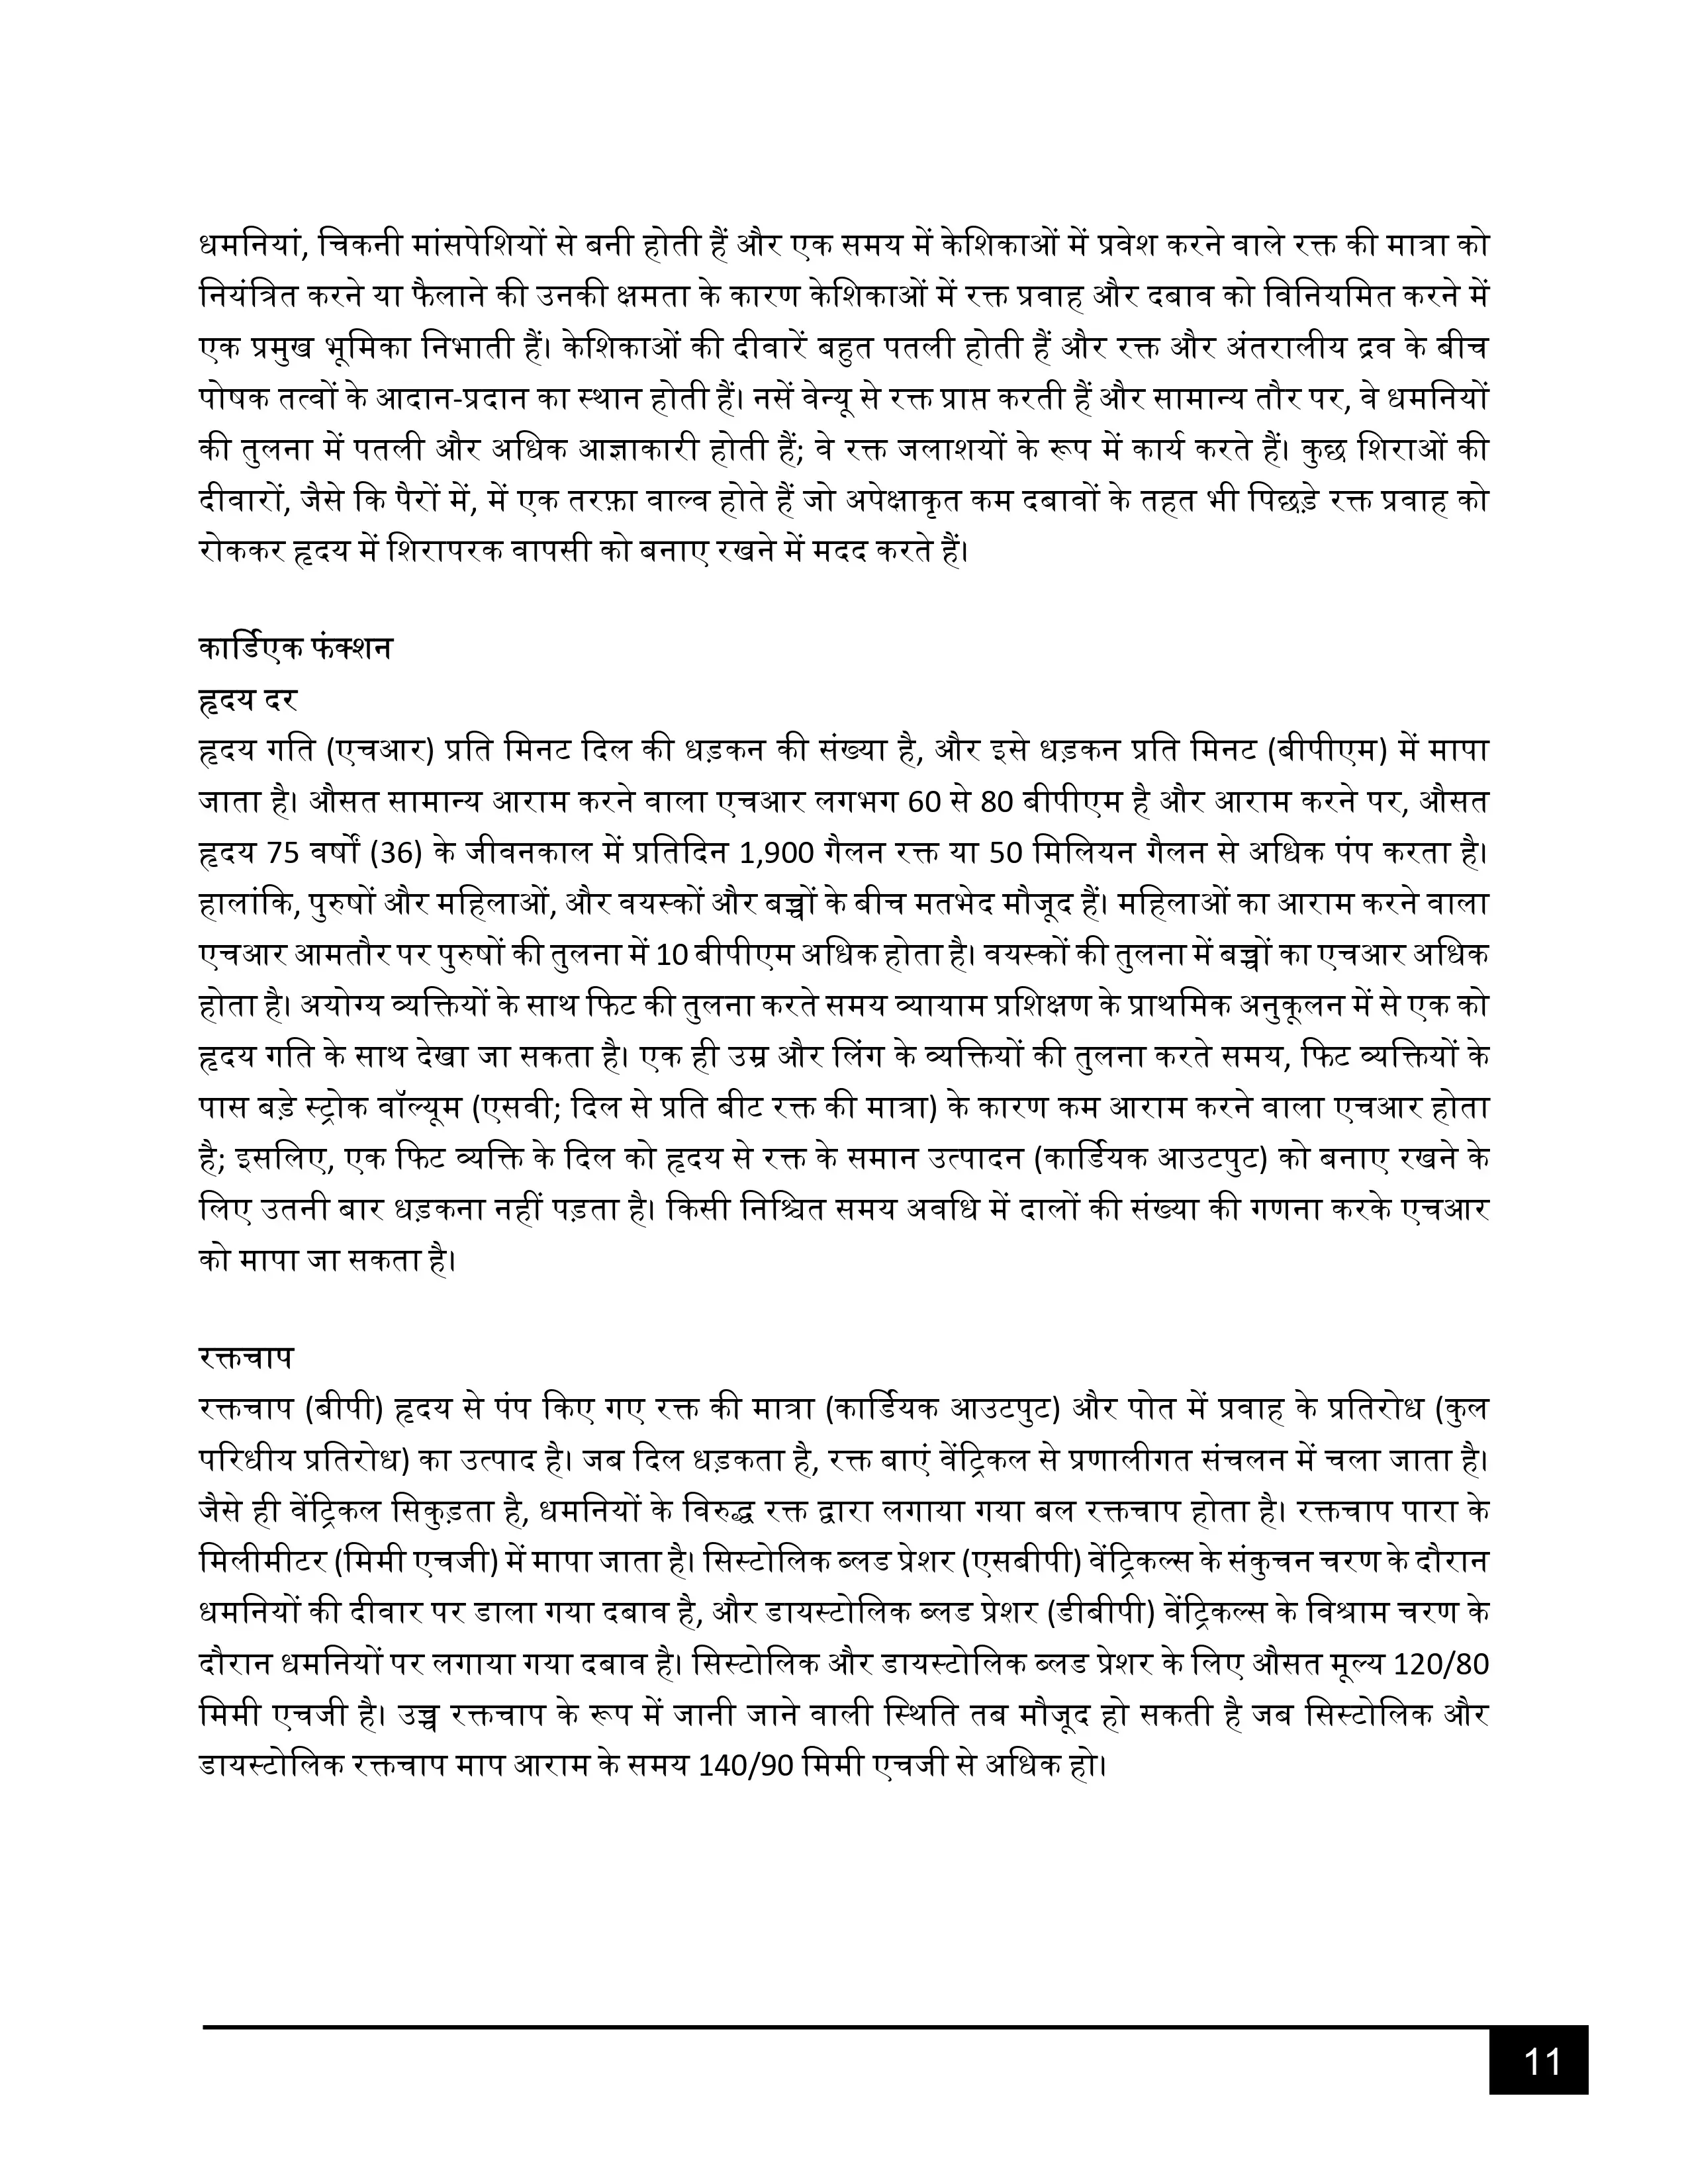 धमनियां, चिकनी मांसपेशियों से बनी होती हैं और एक समय में केशिकाओं में प्रवेश करने वाले रक्त की मात्रा को
नियंत्रित करने या फैलाने की उनकी क्षमता के कारण केशिकाओं में रक्त प्रवाह और दबाव को विनियमित करने में
एक प्रमुख भूमिका निभाती हैं। केशिकाओं की दीवारें बहुत पतली होती हैं और रक्त और अंतरालीय द्रव के बीच
पोषक तत्वों के आदान-प्रदान का स्थान होती हैं। नसें वेन्यू से रक्त प्राप्त करती हैं और सामान्य तौर पर, वे धमनियों
की तुलना में पतली और अधिक आज्ञाकारी होती हैं; वे रक्त जलाशयों के रूप में कार्य करते हैं। कुछ शिराओं की
दीवारों, जैसे कि पैरों में, में एक तरफ़ा वाल्व होते हैं जो अपेक्षाकृत कम दबावों के तहत भी पिछड़े रक्त प्रवाह को
रोककर हृदय में शिरापरक वापसी को बनाए रखने में मदद करते हैं।
कार्डिएक फंक्शन
हृदय दर
हृदय गति (एचआर) प्रति मिनट दिल की धड़कन की संख्या है, और इसे धड़कन प्रति मिनट (बीपीएम) में मापा
जाता है। औसत सामान्य आराम करने वाला एचआर लगभग 60 से 80 बीपीएम है और आराम करने पर, औसत
हृदय 75 वर्षों (36) के जीवनकाल में प्रतिदिन 1,900 गैलन रक्त या 50 मिलियन गैलन से अधिक पंप करता है।
हालांकि, पुरुषों और महिलाओं, और वयस्कों और बच्चों के बीच मतभेद मौजूद हैं। महिलाओं का आराम करने वाला
एचआर आमतौर पर पुरुषों की तुलना में 10 बीपीएम अधिक होता है। वयस्कों की तुलना में बच्चों का एचआर अधिक
होता है। अयोग्य व्यक्तियों के साथ फिट की तुलना करते समय व्यायाम प्रशिक्षण के प्राथमिक अनुकूलन में से एक को
हृदय गति के साथ देखा जा सकता है। एक ही उम्र और लिंग के व्यक्तियों की तुलना करते समय, फिट व्यक्तियों के
पास बड़े स्ट्रोक वॉल्यूम (एसवी; दिल से प्रति बीट रक्त की मात्रा) के कारण कम आराम करने वाला एचआर होता
है; इसलिए, एक फिट व्यक्ति के दिल को हृदय से रक्त के समान उत्पादन (कार्डियक आउटपुट) को बनाए रखने के
लिए उतनी बार धड़कना नहीं पड़ता है। किसी निश्चित समय अवधि में दालों की संख्या की गणना करके एचआर
को मापा जा सकता है।
रक्तचाप
रक्तचाप (बीपी) हृदय से पंप किए गए रक्त की मात्रा (कार्डियक आउटपुट) और पोत में प्रवाह के प्रतिरोध (कुल
परिधीय प्रतिरोध) का उत्पाद है। जब दिल धड़कता है, रक्त बाएं वेंट्रिकल से प्रणालीगत संचलन में चला जाता है।
जैसे ही वेंट्रिकल सिकुड़ता है, धमनियों के विरुद्ध रक्त द्वारा लगाया गया बल रक्तचाप होता है। रक्तचाप पारा के
मिलीमीटर (मिमी एचजी) में मापा जाता है। सिस्टोलिक ब्लड प्रेशर (एसबीपी) वेंट्रिकल्स के संकुचन चरण के दौरान
धमनियों की दीवार पर डाला गया दबाव है, और डायस्टोलिक ब्लड प्रेशर (डीबीपी) वेंट्रिकल्स के विश्राम चरण के
दौरान धमनियों पर लगाया गया दबाव है। सिस्टोलिक और डायस्टोलिक ब्लड प्रेशर के लिए औसत मूल्य 120/80
मिमी एचजी है। उच्च रक्तचाप के रूप में जानी जाने वाली स्थिति तब मौजूद हो सकती है जब सिस्टोलिक और
डायस्टोलिक रक्तचाप माप आराम के समय 140/90 मिमी एचजी से अधिक हो।
11